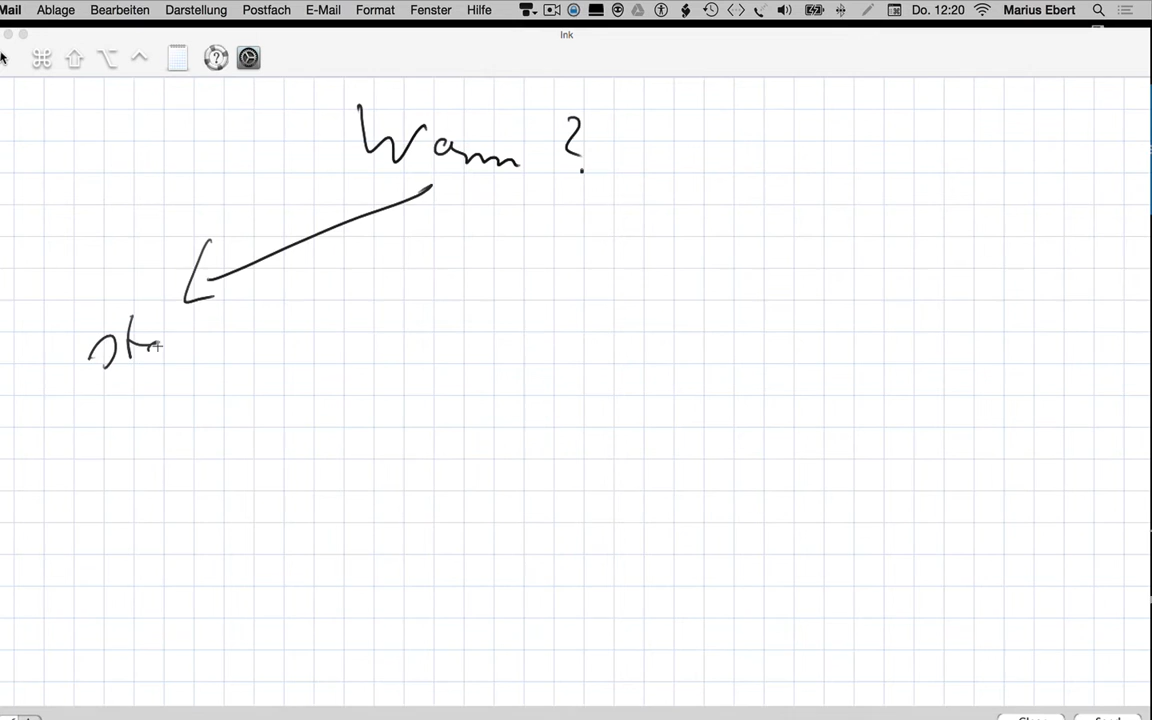 Mail Ablage Bearbeiten Darstellung Postfach E-Mail Format Fenster Hilfe Do. 12:20 Marius Ebert
Ink
Wann ?